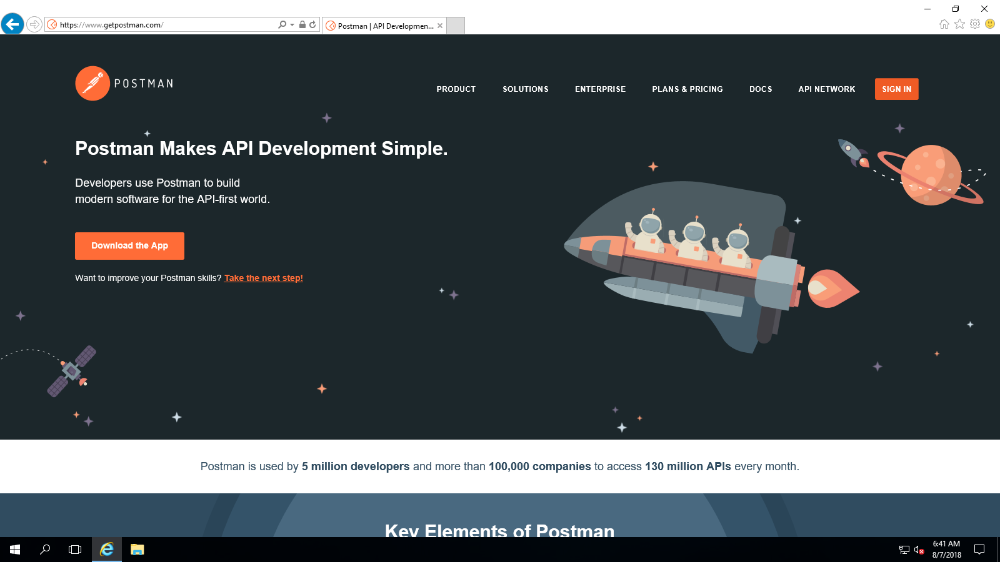 https://www.getpostman.com/
Postman | API Developmen...
POSTMAN
PRODUCT SOLUTIONS ENTERPRISE PLANS & PRICING DOCS API NETWORK SIGN IN
Postman Makes API Development Simple.
Developers use Postman to build
modern software for the API-first world.
Download the App
Want to improve your Postman skills? Take the next step!
Postman is used by 5 million developers and more than 100,000 companies to access 130 million APIs every month.
Key Elements of Postman
6:41 AM
8/7/2018